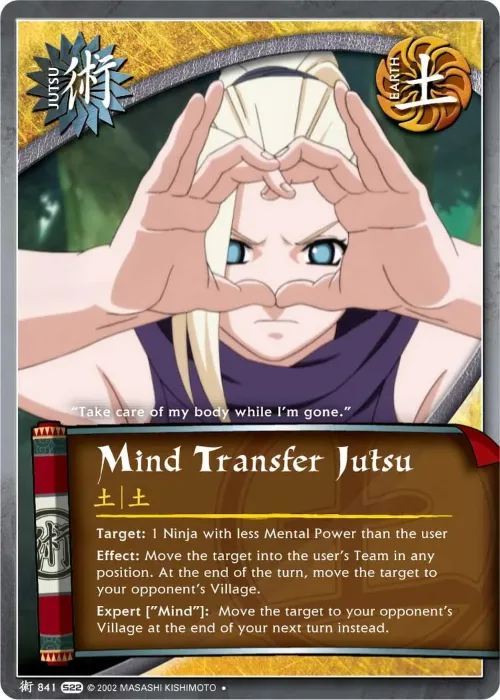 JUTSU
術
EARTH
土
"Take care of my body while I'm gone."
Mind Transfer Jutsu
土|土
術
Target: 1 Ninja with less Mental Power than the user
Effect: Move the target into the user's Team in any
position. At the end of the turn, move the target to
your opponent's Village.
Expert ["Mind"]: Move the target to your opponent's
Village at the end of your next turn instead.
術 841 S22 © 2002 MASASHI KISHIMOTO •